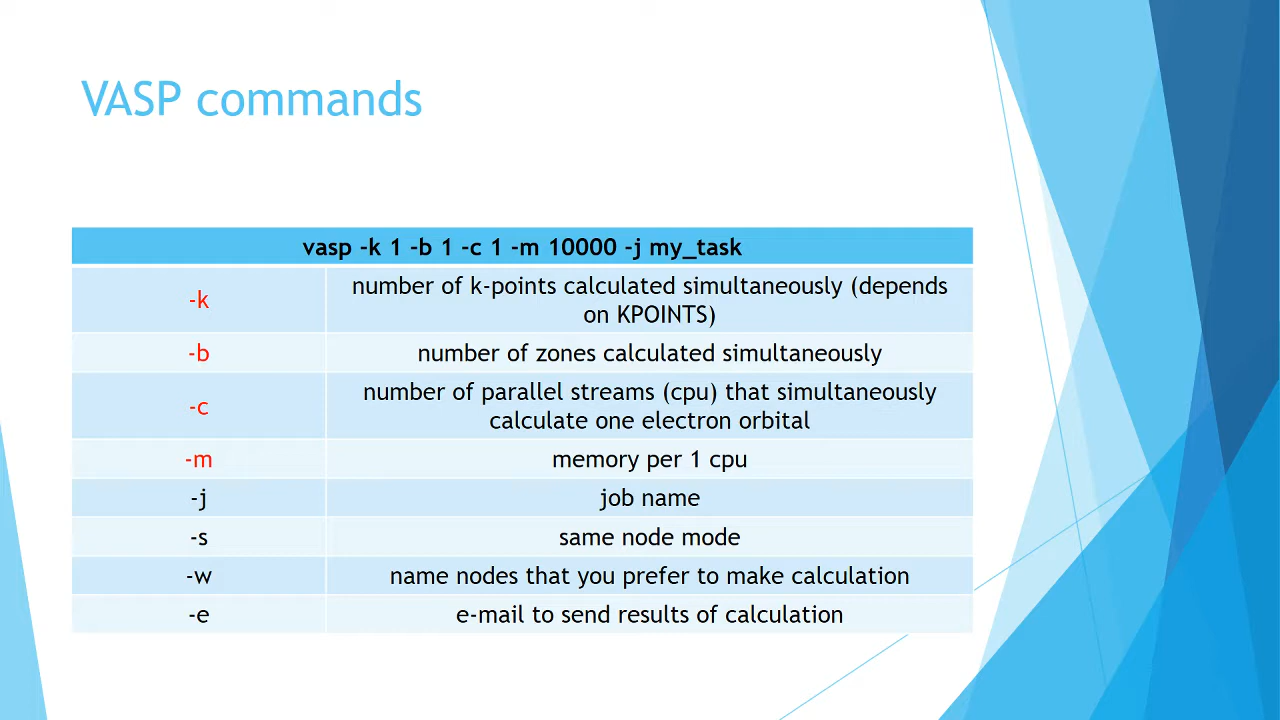 VASP commands
vasp -k 1 -b 1 -c 1 -m 10000 -j my_task
-k
number of k-points calculated simultaneously (depends
on KPOINTS)
-b
number of zones calculated simultaneously
-c
number of parallel streams (cpu) that simultaneously
calculate one electron orbital
-m
memory per 1 cpu
-j
job name
-s
same node mode
-w
name nodes that you prefer to make calculation
-e
e-mail to send results of calculation